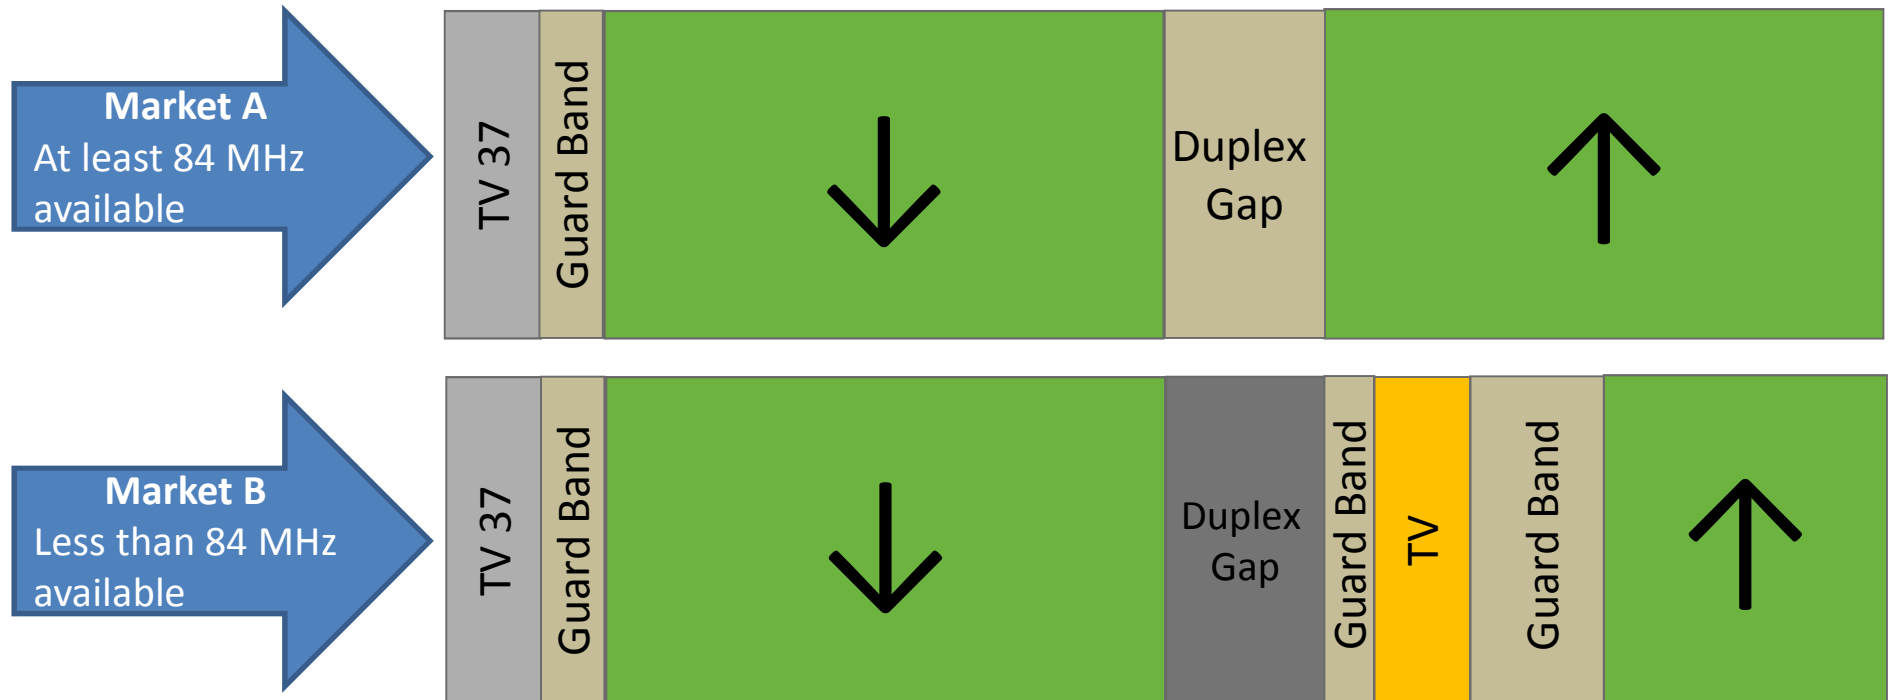 Market A
At least 84 MHz
available
TV 37
Guard Band
Duplex
Gap
Market B
Less than 84 MHz
available
TV 37
Guard Band
Duplex
Gap
Guard Band
TV
Guard Band